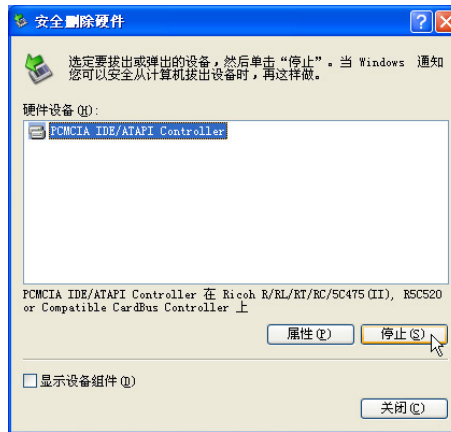 安全删除硬件
选定要拔出或弹出的设备，然后单击“停止”。当 Windows 通知
您可以安全从计算机拔出设备时，再这样做。
硬件设备(H):
PCMCIA IDE/ATAPI Controller
PCMCIA IDE/ATAPI Controller 在 Ricoh R/RL/RT/RC/5C475(II), R5C520
or Compatible CardBus Controller 上
属性(P)
停止(S)
显示设备组件(D)
关闭(C)